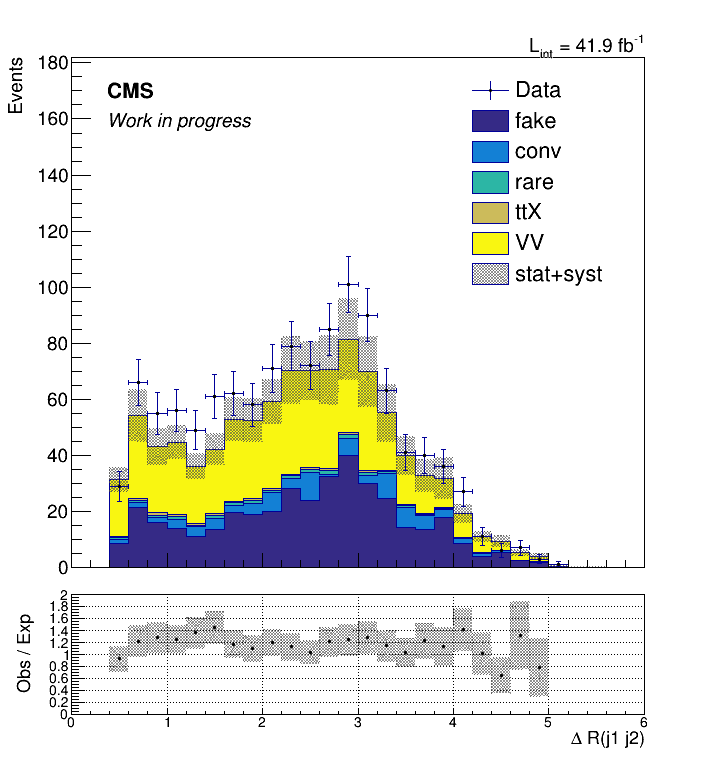 L_int = 41.9 fb^-1
Events
180
160
140
120
100
80
60
40
20
0
CMS
Work in progress
Data
fake
conv
rare
ttX
VV
stat+syst
Obs / Exp
2
1.8
1.6
1.4
1.2
1
0.8
0.6
0.4
0.2
0
0 1 2 3 4 5 6
Δ R(j1 j2)